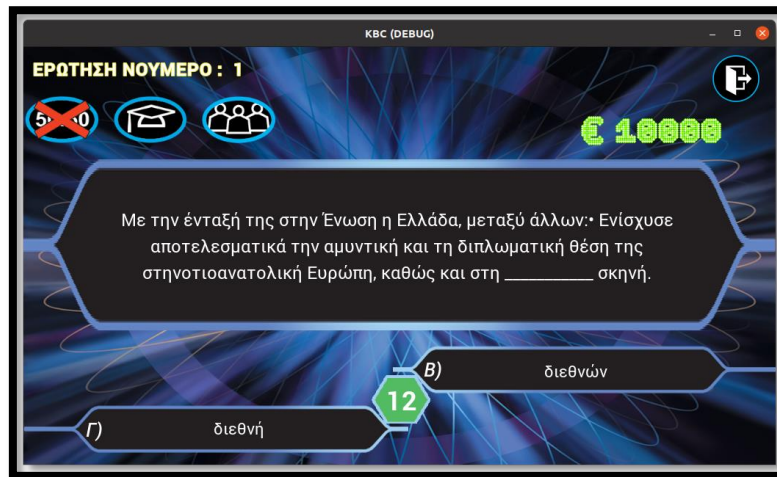 KBC (DEBUG)
ΕΡΩΤΗΣΗ ΝΟΥΜΕΡΟ : 1
€ 10000
Με την ένταξή της στην Ένωση η Ελλάδα, μεταξύ άλλων:• Ενίσχυσε
αποτελεσματικά την αμυντική και τη διπλωματική θέση της
στηνοτιοανατολική Ευρώπη, καθώς και στη ___________ σκηνή.
Β) διεθνών
12
Γ) διεθνή